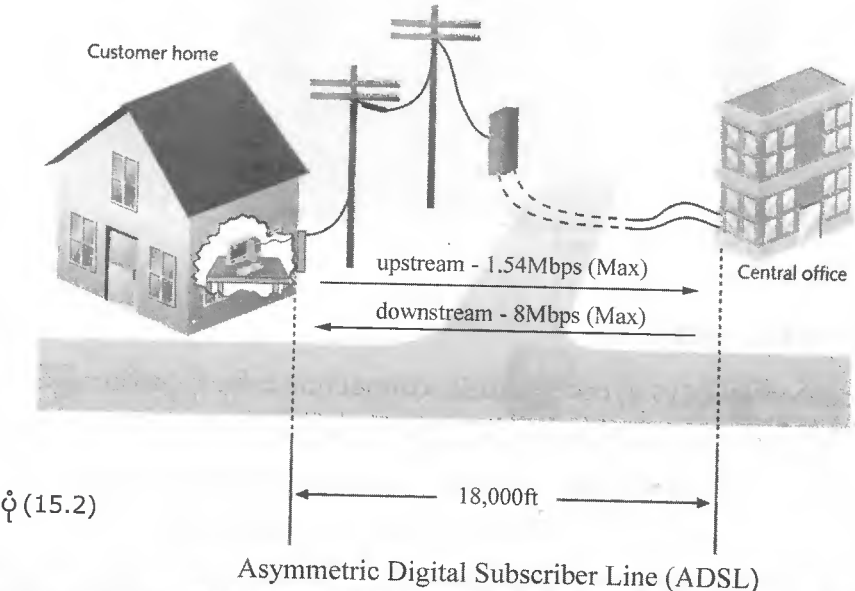 Customer home
upstream - 1.54Mbps (Max)
Central office
downstream - 8Mbps (Max)
18,000ft
ပုံ (15.2)
Asymmetric Digital Subscriber Line (ADSL)